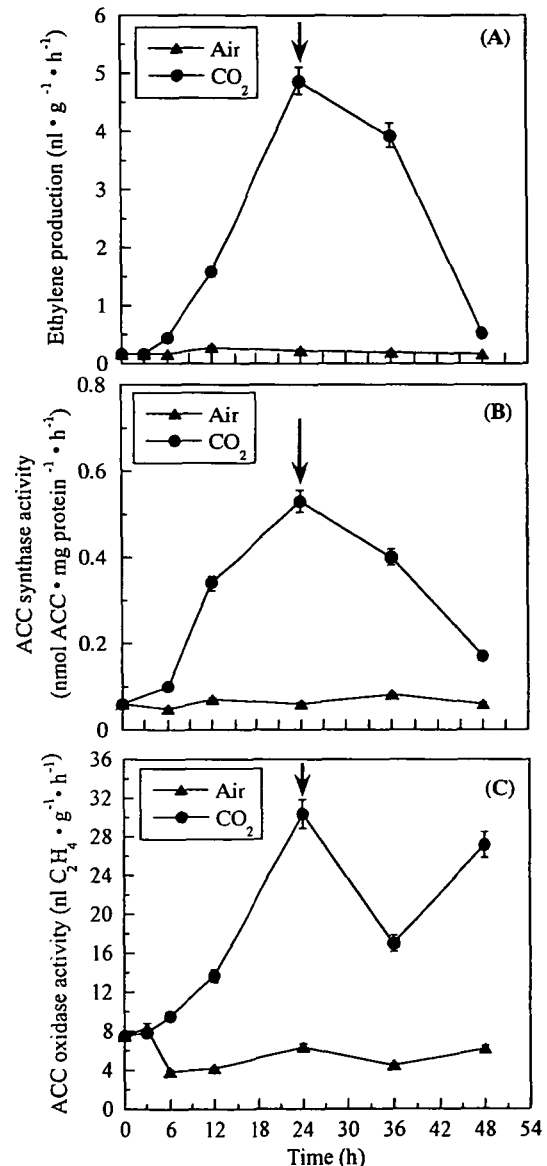 6
5
4
3
2
1
0
Ethylene production (nl • g⁻¹ • h⁻¹)
Air
CO₂
(A)
0.8
0.6
0.4
0.2
0
ACC synthase activity
(nmol ACC • mg protein⁻¹ • h⁻¹)
Air
CO₂
(B)
36
32
28
24
20
16
12
8
4
0
ACC oxidase activity (nl C₂H₄ • g⁻¹ • h⁻¹)
Air
CO₂
(C)
0 6 12 18 24 30 36 42 48 54
Time (h)